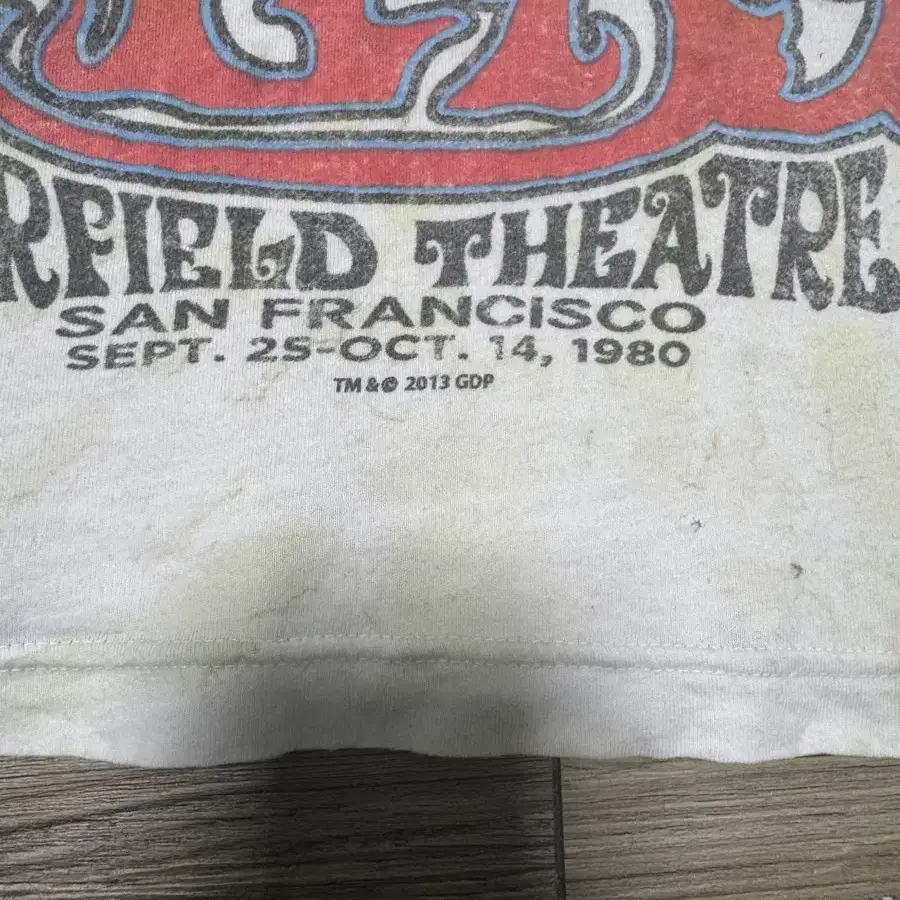 RFIELD THEATRE
SAN FRANCISCO
SEPT. 25-OCT. 14, 1980
TM & © 2013 GDP